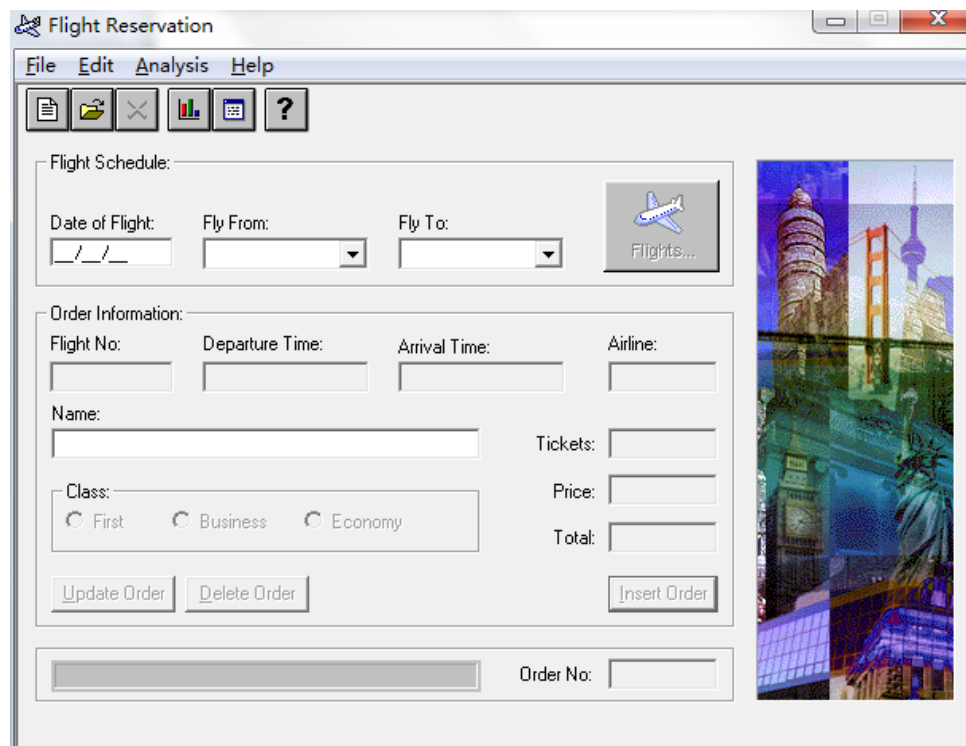 Flight Reservation
File Edit Analysis Help
?
Flight Schedule:
Date of Flight: Fly From: Fly To:
__/__/__
Flights...
Order Information:
Flight No: Departure Time: Arrival Time: Airline:
Name:
Tickets:
Class:
Price:
First Business Economy
Total:
Update Order Delete Order Insert Order
Order No: